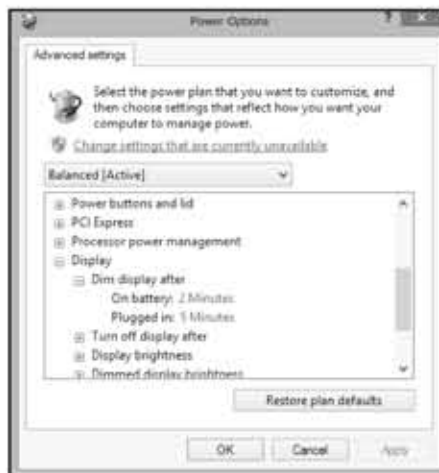 Power Options
Advanced settings
Select the power plan that you want to customize, and
then choose settings that reflect how you want your
computer to manage power.
Change settings that are currently unavailable
Balanced [Active]
Power buttons and lid
PCI Express
Processor power management
Display
Dim display after
On battery: 2 Minutes
Plugged in: 5 Minutes
Turn off display after
Display brightness
Dimmed display brightness
Restore plan defaults
OK
Cancel
Apply